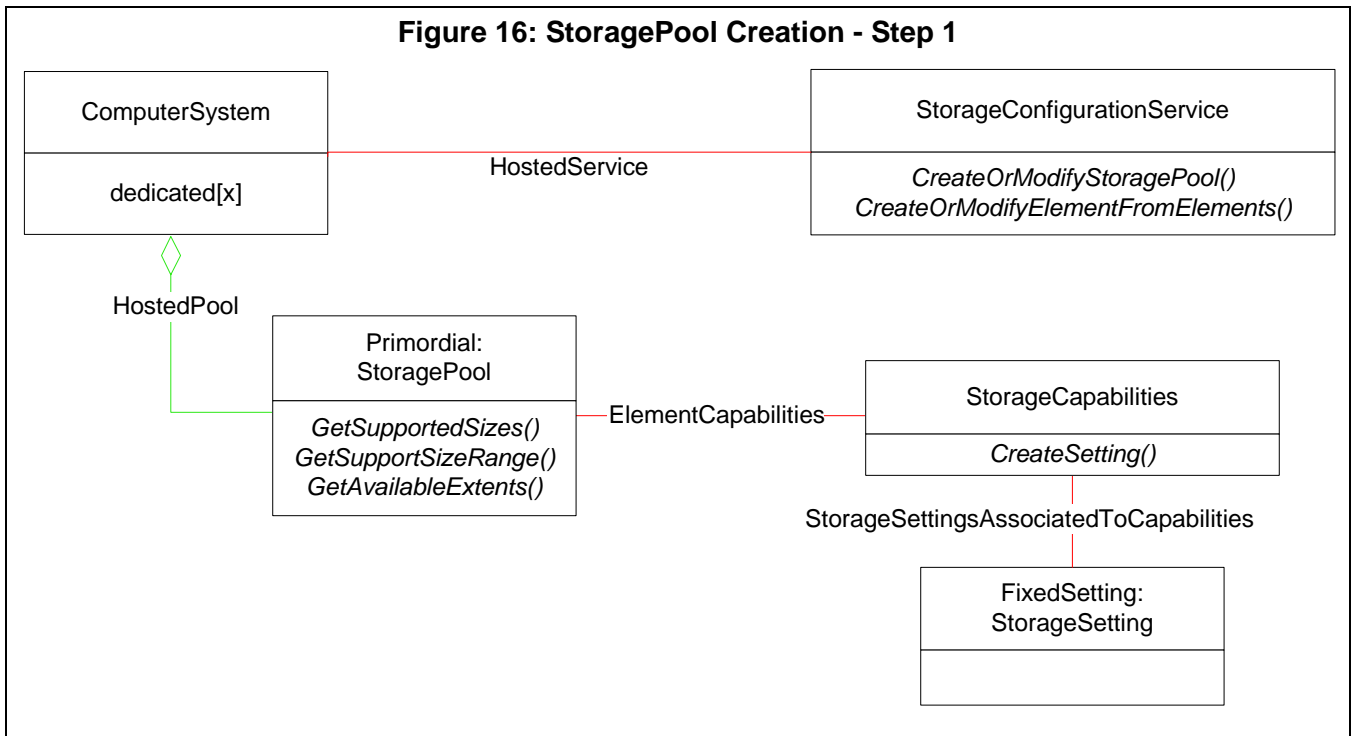 Figure 16: StoragePool Creation - Step 1
ComputerSystem
dedicated[x]
HostedService
StorageConfigurationService
CreateOrModifyStoragePool()
CreateOrModifyElementFromElements()
HostedPool
Primordial:
StoragePool
GetSupportedSizes()
GetSupportSizeRange()
GetAvailableExtents()
ElementCapabilities
StorageCapabilities
CreateSetting()
StorageSettingsAssociatedToCapabilities
FixedSetting:
StorageSetting